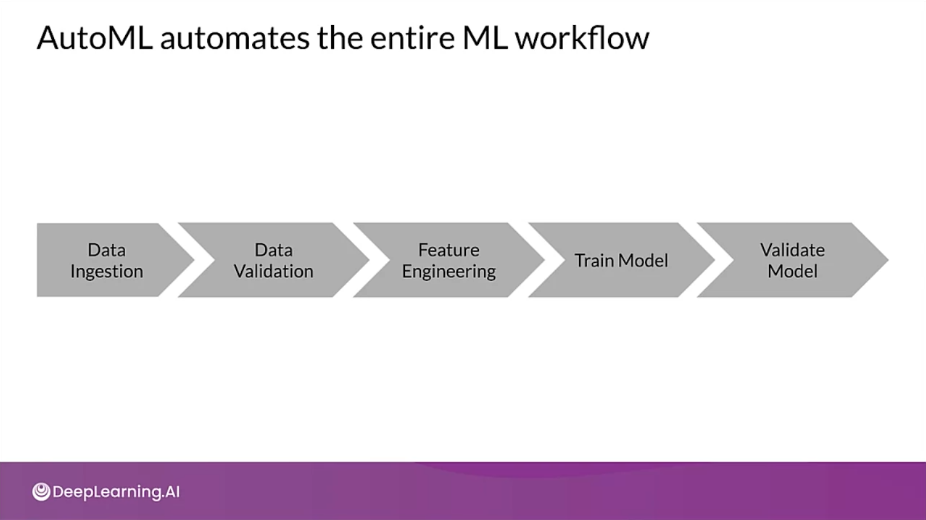 AutoML automates the entire ML workflow
Data
Ingestion
Data
Validation
Feature
Engineering
Train Model
Validate
Model
DeepLearning.AI